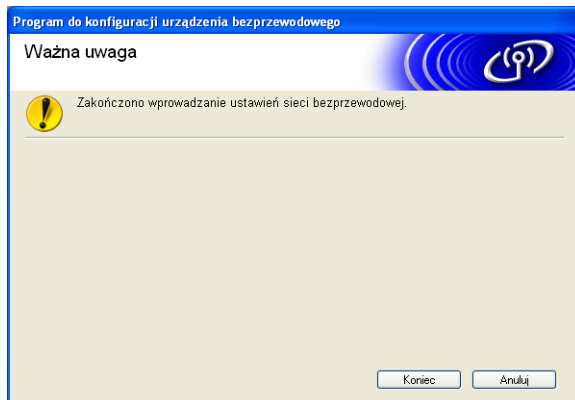 Program do konfiguracji urządzenia bezprzewodowego
Ważna uwaga
Zakończono wprowadzanie ustawień sieci bezprzewodowej.
Koniec
Anuluj